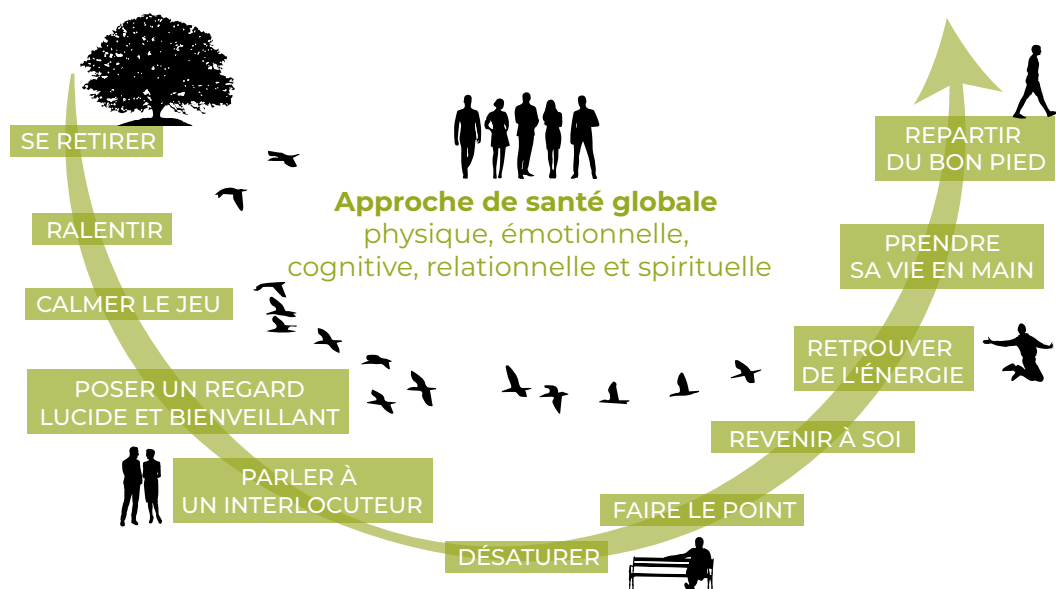 SE RETIRER
RALENTIR
CALMER LE JEU
POSER UN REGARD
LUCIDE ET BIENVEILLANT
PARLER À
UN INTERLOCUTEUR
DÉSATURER
FAIRE LE POINT
REVENIR À SOI
RETROUVER
DE L'ÉNERGIE
PRENDRE
SA VIE EN MAIN
REPARTIR
DU BON PIED
Approche de santé globale
physique, émotionnelle,
cognitive, relationnelle et spirituelle